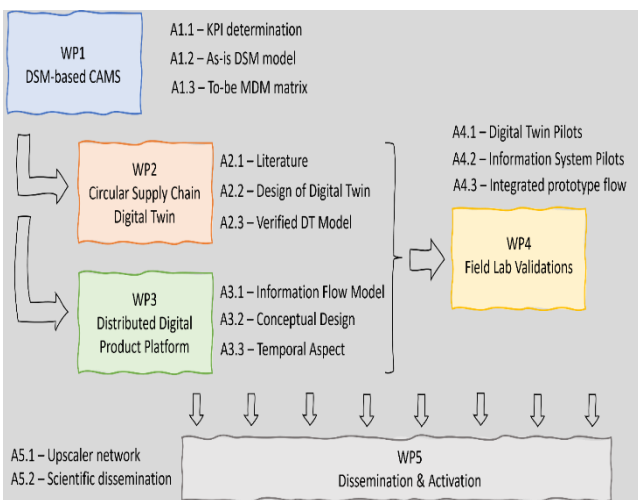 WP1
DSM-based CAMS
A1.1 – KPI determination
A1.2 – As-is DSM model
A1.3 – To-be MDM matrix
WP2
Circular Supply Chain
Digital Twin
A2.1 – Literature
A2.2 – Design of Digital Twin
A2.3 – Verified DT Model
WP3
Distributed Digital
Product Platform
A3.1 – Information Flow Model
A3.2 – Conceptual Design
A3.3 – Temporal Aspect
A4.1 – Digital Twin Pilots
A4.2 – Information System Pilots
A4.3 – Integrated prototype flow
WP4
Field Lab Validations
A5.1 – Upscaler network
A5.2 – Scientific dissemination
WP5
Dissemination & Activation